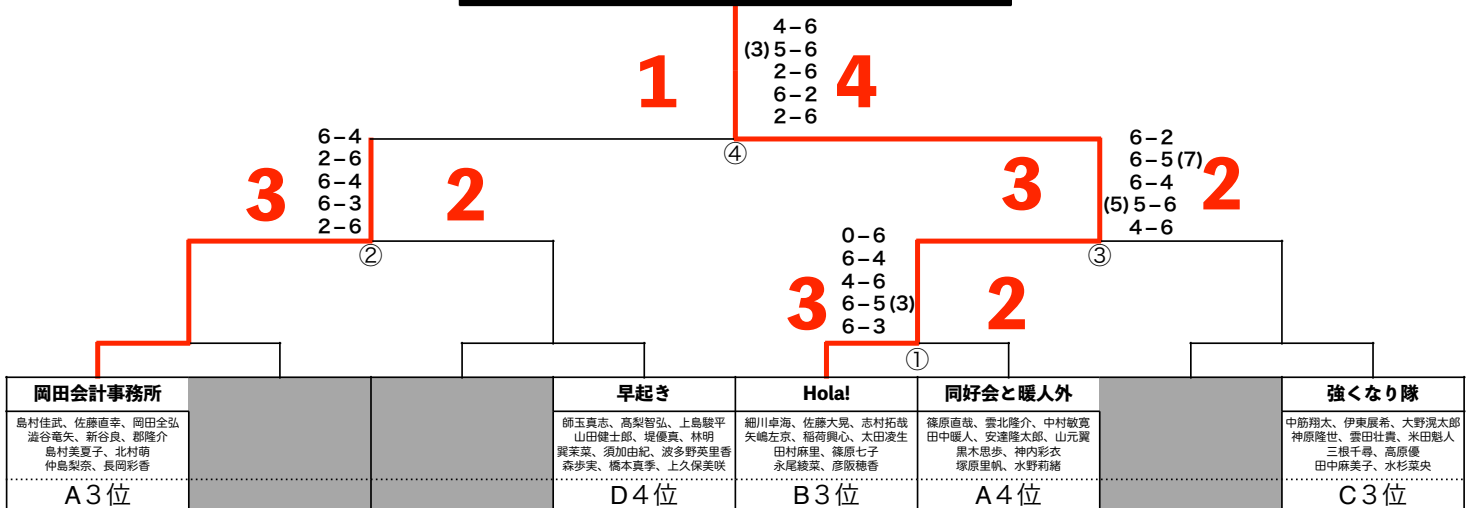 4-6
(3) 5-6
2-6
6-2
2-6
1
4
④
6-4
2-6
6-4
6-3
2-6
3
2
②
6-2
6-5 (7)
6-4
(5) 5-6
4-6
3
2
③
0-6
6-4
4-6
6-5 (3)
6-3
3
2
①
岡田会計事務所
島村佳武、佐藤直幸、岡田全弘
澁谷竜矢、新谷良、郡隆介
島村美夏子、北村萌
仲島梨奈、長岡彩香
A3位
早起き
師玉真志、髙梨智弘、上島駿平
山田健士郎、堤優真、林明
巽茉菜、須加由紀、波多野英里香
森歩実、橋本真季、上久保美咲
D4位
Hola!
細川卓海、佐藤大晃、志村拓哉
矢嶋左京、稲荷興心、太田凌生
田村麻里、篠原七子
永尾綾菜、彦阪穂香
B3位
同好会と暖人外
篠原直哉、雲北隆介、中村敏寛
田中暖人、安達隆太郎、山元翼
黒木思歩、神内彩衣
塚原里帆、水野莉緒
A4位
強くなり隊
中筋翔太、伊東展希、大野滉太郎
神原隆世、雲田壮貴、米田魁人
三根千尋、高原優
田中麻美子、水杉菜央
C3位